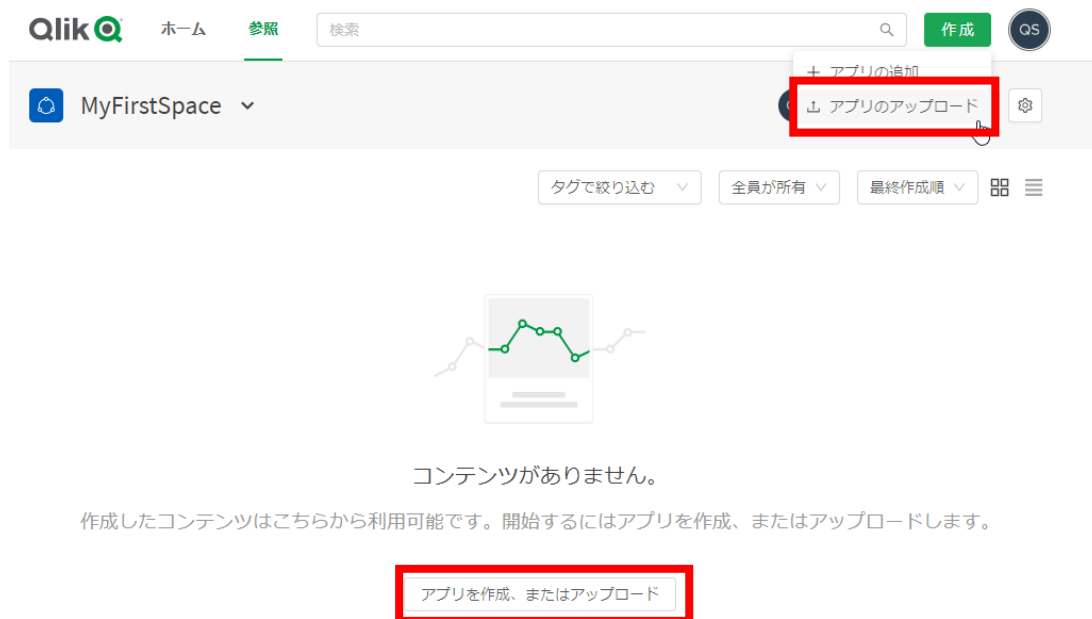 Qlik ホーム 参照 検索 作成 QS
+ アプリの追加
MyFirstSpace アプリのアップロード
タグで絞り込む 全員が所有 最終作成順
コンテンツがありません。
作成したコンテンツはこちらから利用可能です。開始するにはアプリを作成、またはアップロードします。
アプリを作成、またはアップロード